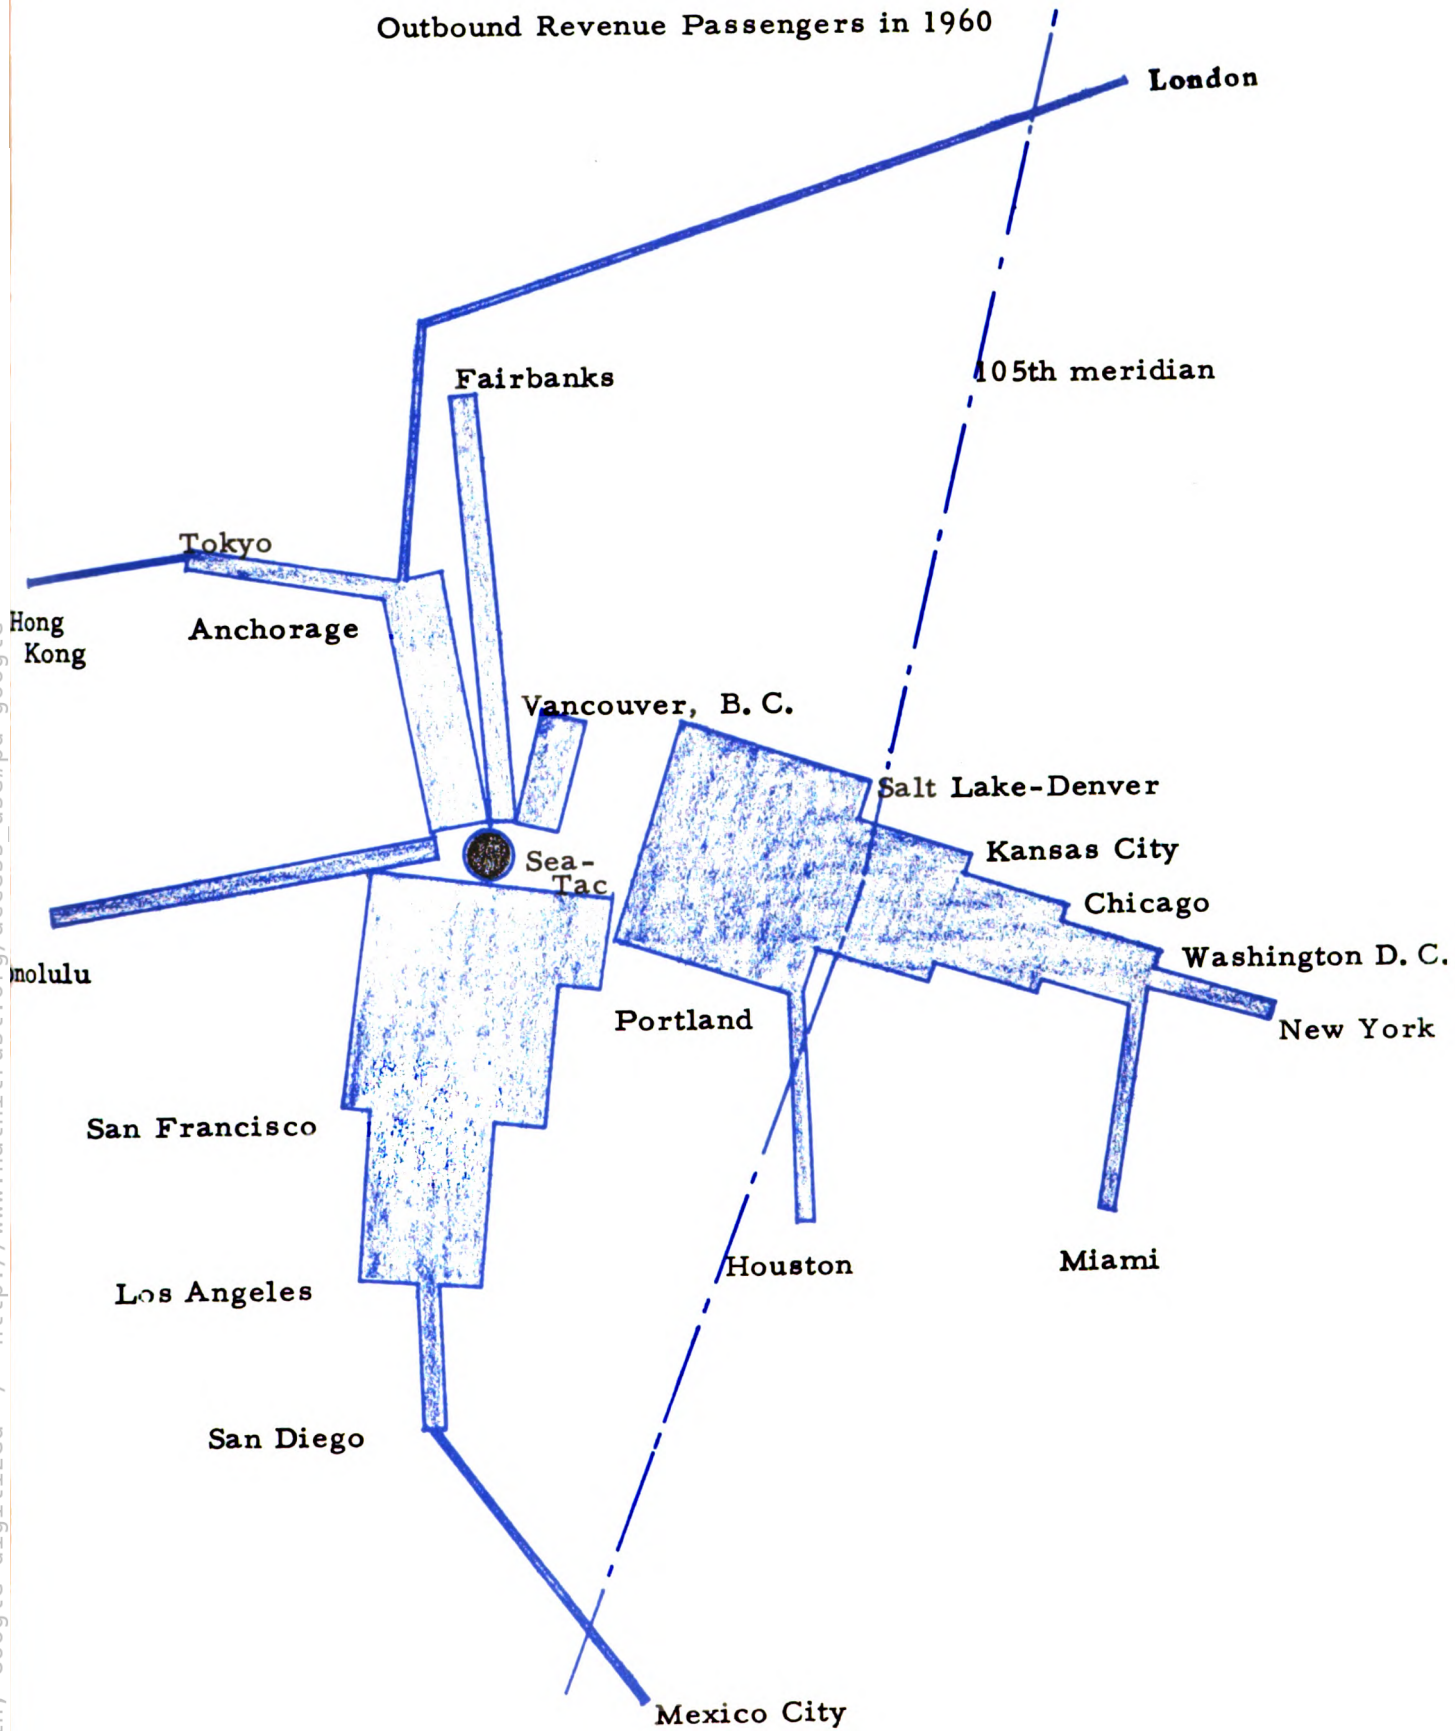 Outbound Revenue Passengers in 1960
London
Fairbanks
105th meridian
Tokyo
Hong
Kong
Anchorage
Vancouver, B. C.
Salt Lake-Denver
Kansas City
Sea-
Tac
Chicago
Washington D. C.
nolulu
Portland
New York
San Francisco
Houston
Miami
Los Angeles
San Diego
Mexico City